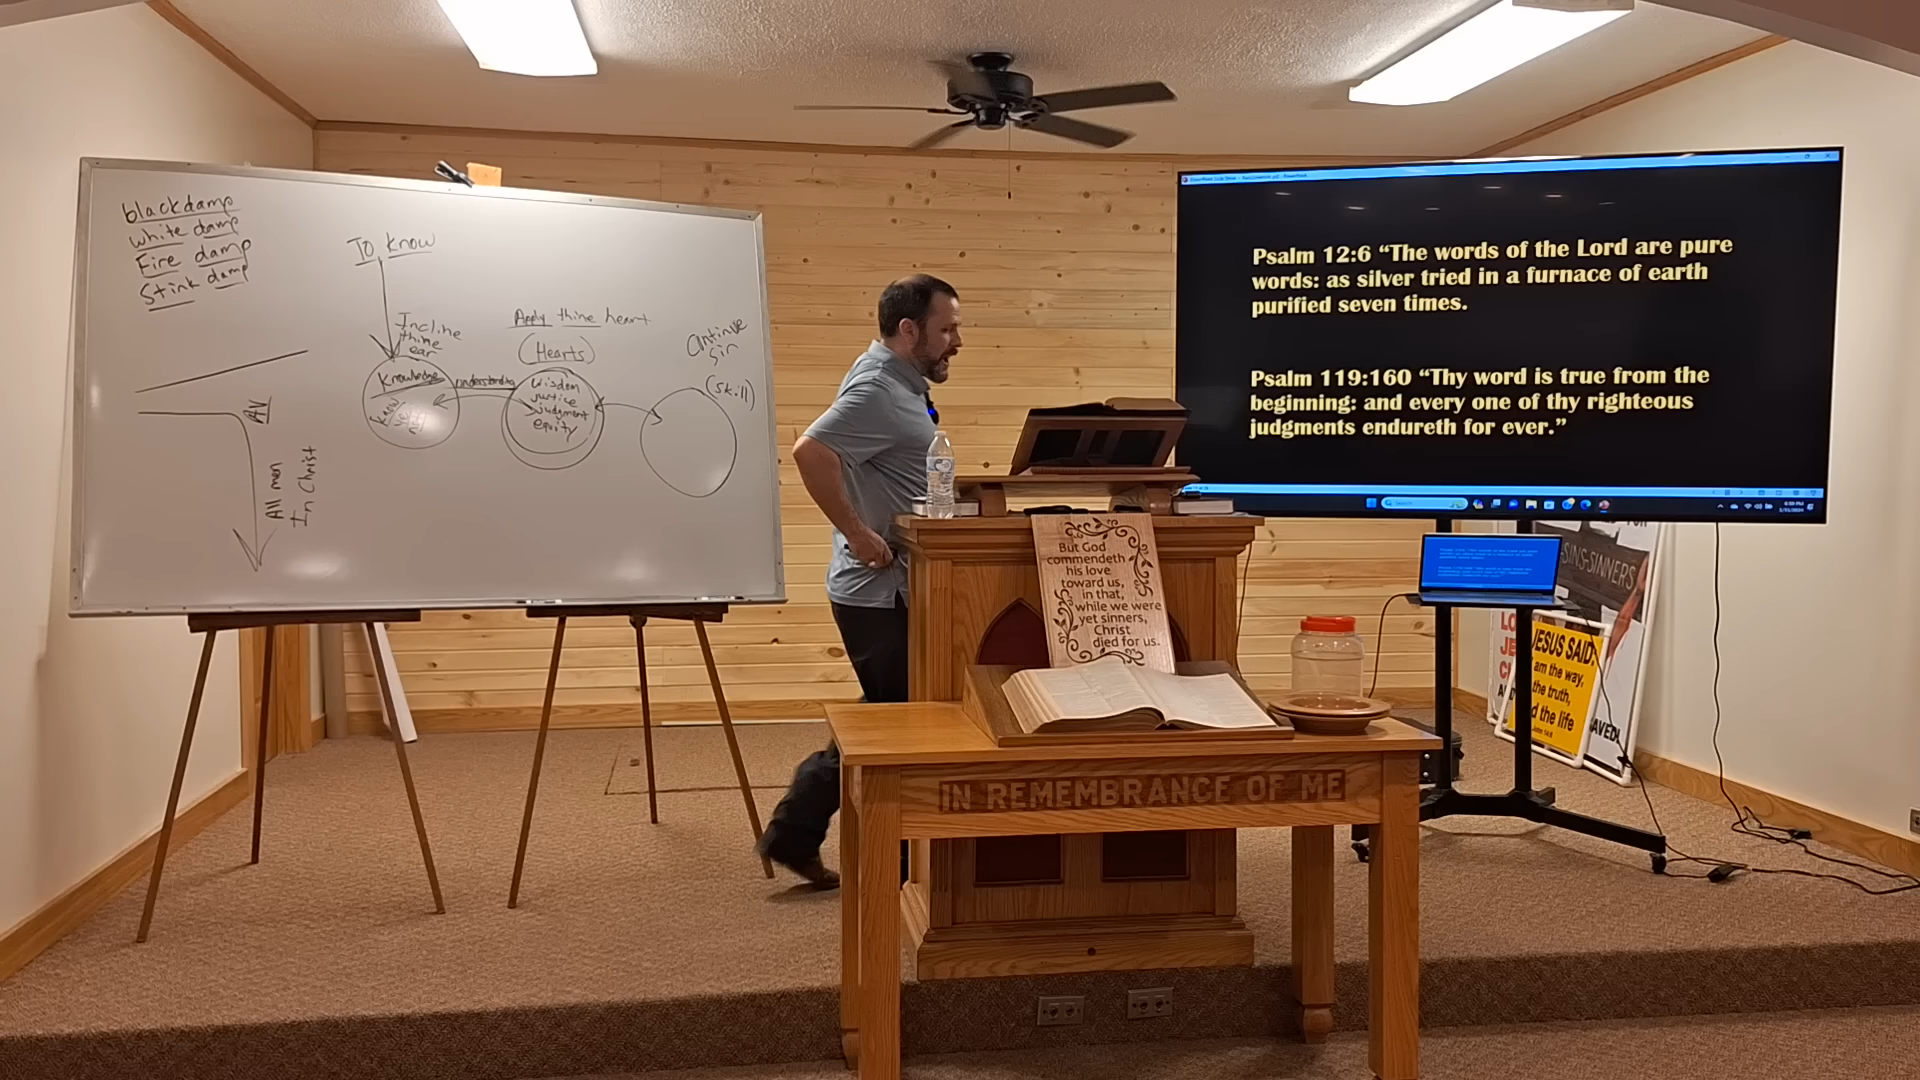 blackdamp
white damp
Fire damp
Stink damp
To know
Incline
thine
ear
Knowledge
understanding
Apply thine heart
(Hearts)
wisdom
justice
judgment
equity
Continue
sin
(Skill)
AV
All men
In Christ
Psalm 12:6 “The words of the Lord are pure
words: as silver tried in a furnace of earth
purified seven times.
Psalm 119:160 “Thy word is true from the
beginning: and every one of thy righteous
judgments endureth for ever.”
But God
commendeth
his love
toward us,
in that,
while we were
yet sinners,
Christ
died for us.
IN REMEMBRANCE OF ME
SINS-SINNERS
JESUS SAID:
am the way,
the truth,
d the life
AVED!